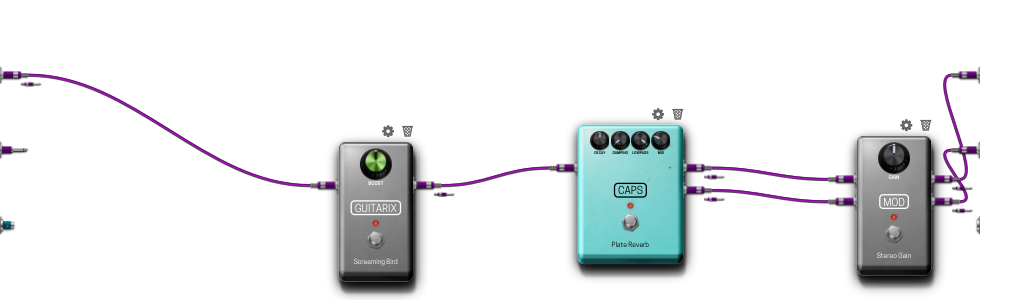 BOOST
GUITARIX
Screaming Bird
DECAY DAMPING LOWPASS MIX
CAPS
Plate Reverb
GAIN
MOD
Stereo Gain